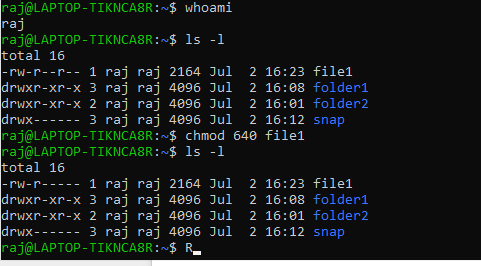 raj@LAPTOP-TIKNCA8R:~$ whoami
raj
raj@LAPTOP-TIKNCA8R:~$ ls -l
total 16
-rw-r--r-- 1 raj raj 2164 Jul  2 16:23 file1
drwxr-xr-x 3 raj raj 4096 Jul  2 16:08 folder1
drwxr-xr-x 2 raj raj 4096 Jul  2 16:01 folder2
drwx------ 3 raj raj 4096 Jul  2 16:12 snap
raj@LAPTOP-TIKNCA8R:~$ chmod 640 file1
raj@LAPTOP-TIKNCA8R:~$ ls -l
total 16
-rw-r----- 1 raj raj 2164 Jul  2 16:23 file1
drwxr-xr-x 3 raj raj 4096 Jul  2 16:08 folder1
drwxr-xr-x 2 raj raj 4096 Jul  2 16:01 folder2
drwx------ 3 raj raj 4096 Jul  2 16:12 snap
raj@LAPTOP-TIKNCA8R:~$ R